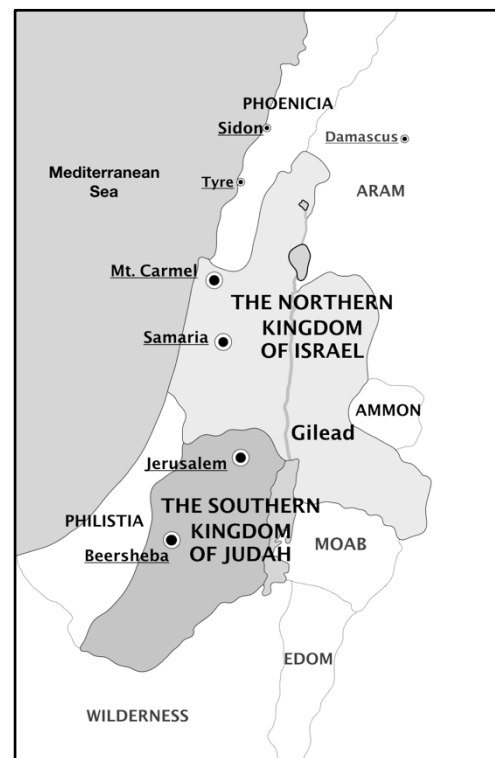 PHOENICIA
Sidon
Damascus
Mediterranean
Sea
Tyre
ARAM
Mt. Carmel
THE NORTHERN
KINGDOM
OF ISRAEL
Samaria
AMMON
Gilead
Jerusalem
THE SOUTHERN
KINGDOM
OF JUDAH
PHILISTIA
MOAB
Beersheba
EDOM
WILDERNESS